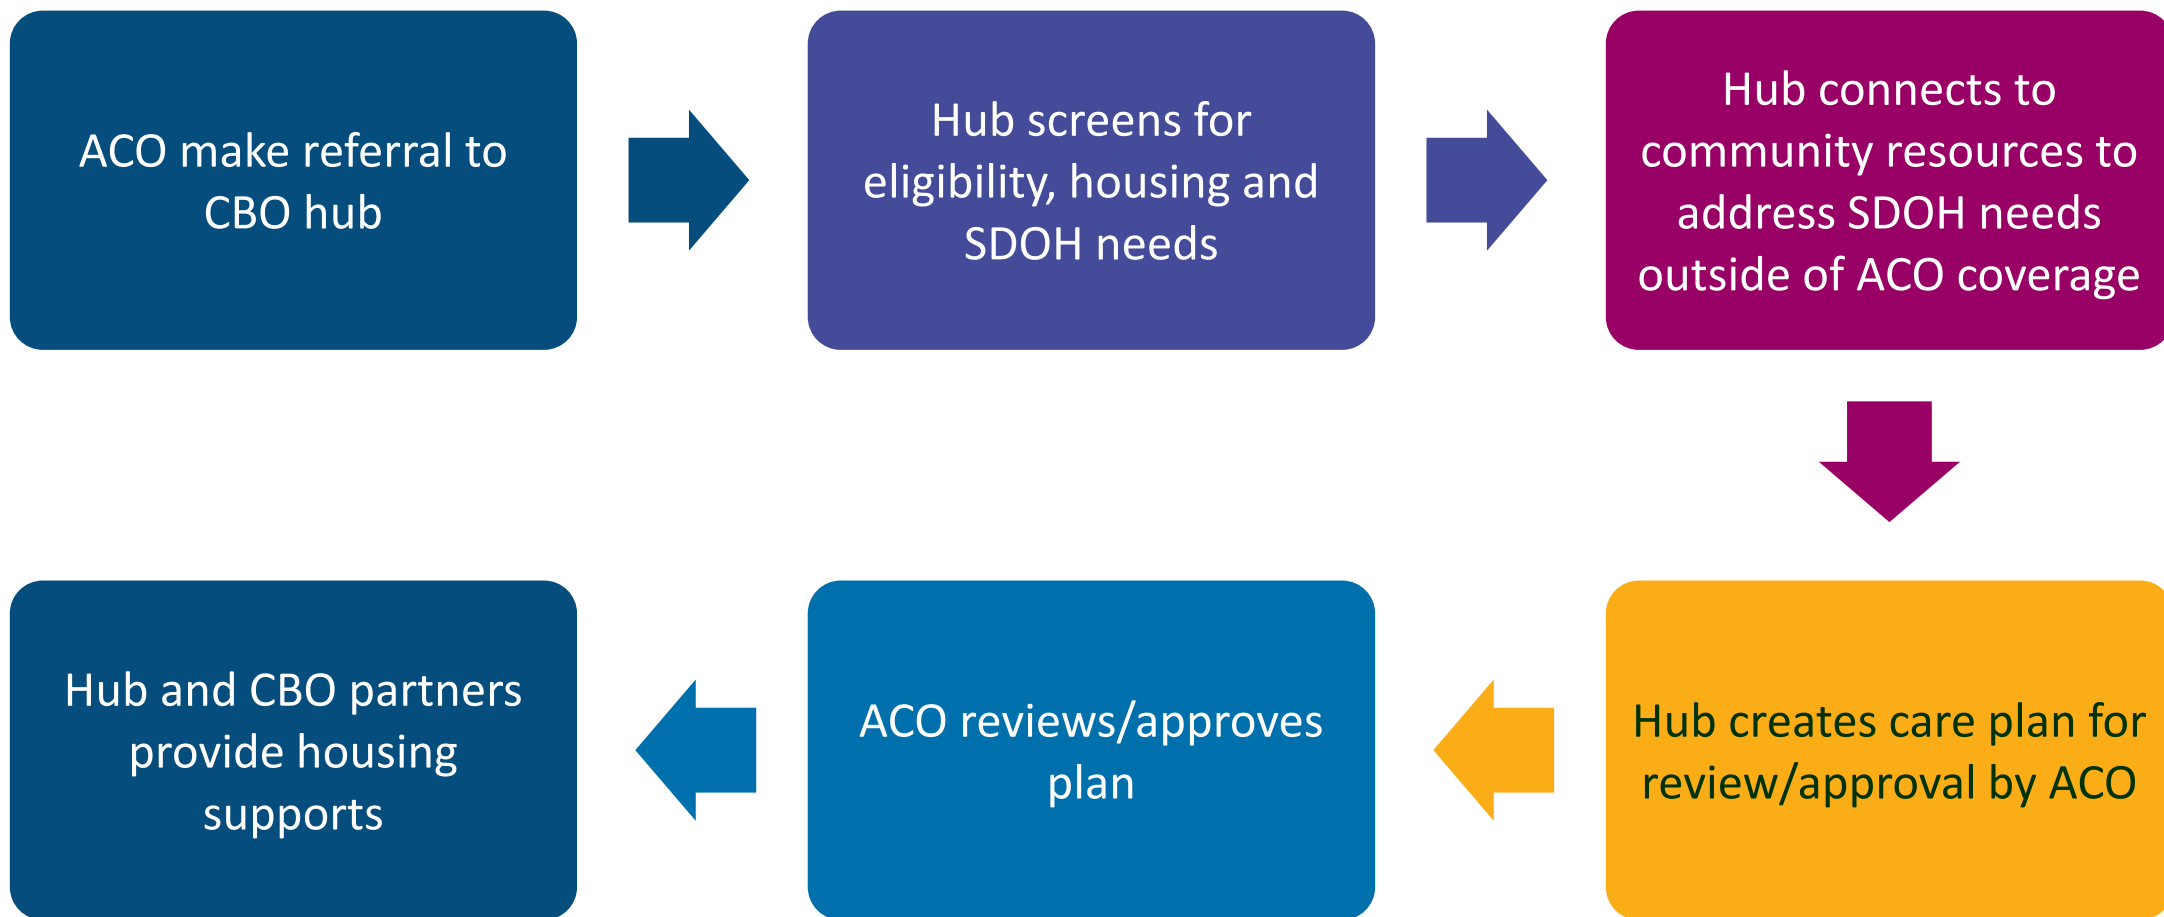 ACO make referral to
CBO hub
Hub screens for
eligibility, housing and
SDOH needs
Hub connects to
community resources to
address SDOH needs
outside of ACO coverage
Hub creates care plan for
review/approval by ACO
ACO reviews/approves
plan
Hub and CBO partners
provide housing
supports